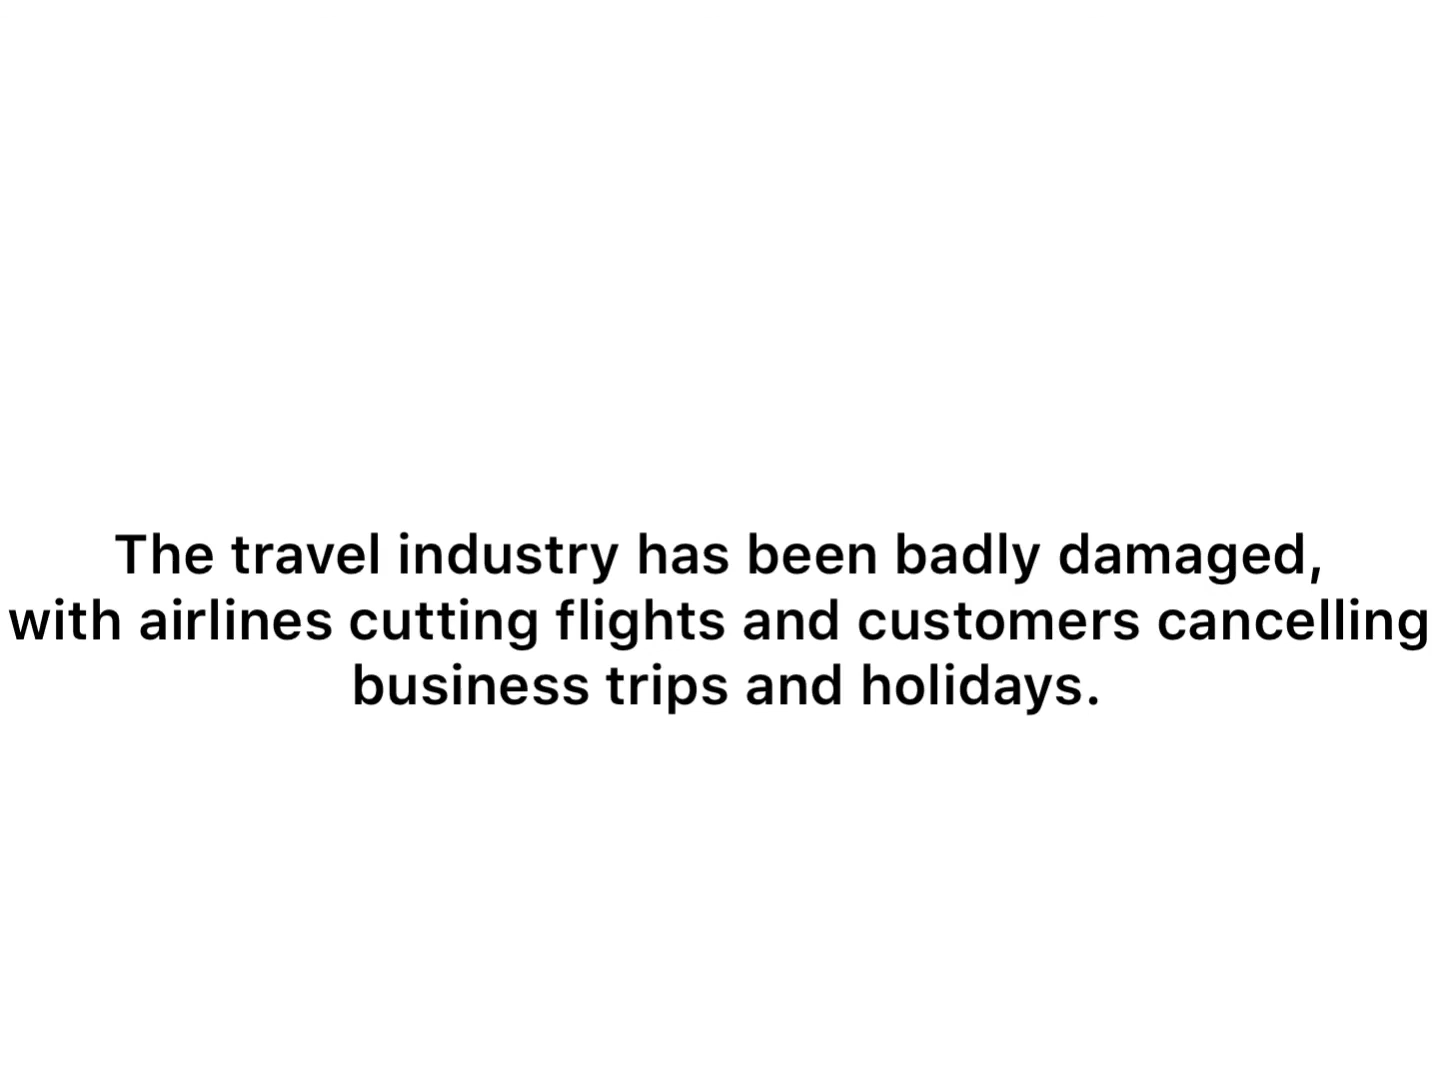 The travel industry has been badly damaged,
with airlines cutting flights and customers cancelling
business trips and holidays.